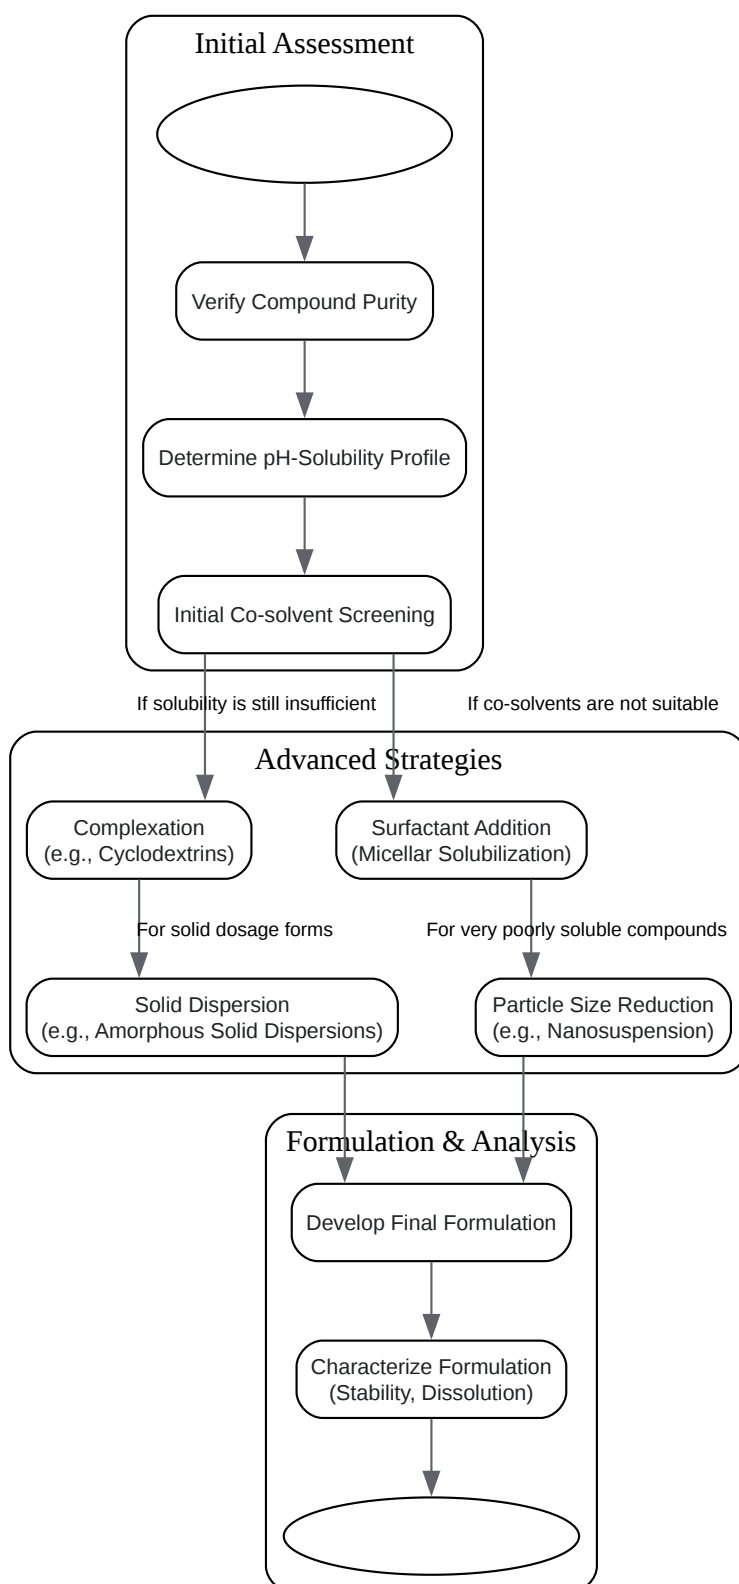 Initial Assessment
Verify Compound Purity
Determine pH-Solubility Profile
Initial Co-solvent Screening
If solubility is still insufficient
If co-solvents are not suitable
Advanced Strategies
Complexation
(e.g., Cyclodextrins)
Surfactant Addition
(Micellar Solubilization)
For solid dosage forms
For very poorly soluble compounds
Solid Dispersion
(e.g., Amorphous Solid Dispersions)
Particle Size Reduction
(e.g., Nanosuspension)
Formulation & Analysis
Develop Final Formulation
Characterize Formulation
(Stability, Dissolution)